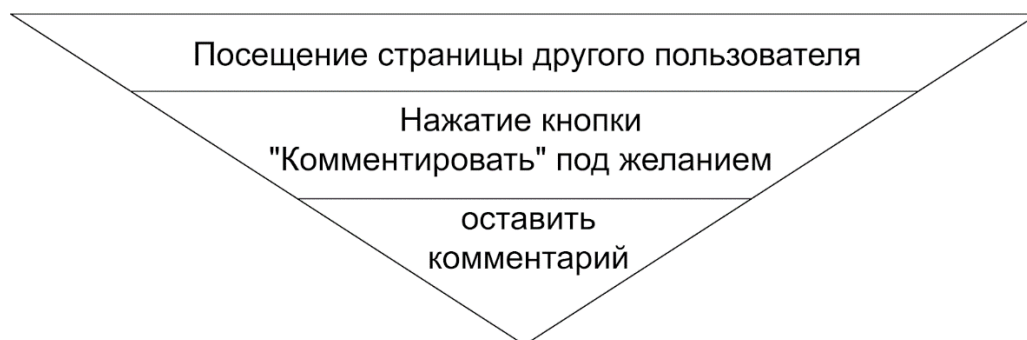 Посещение страницы другого пользователя
Нажатие кнопки
"Комментировать" под желанием
оставить
комментарий